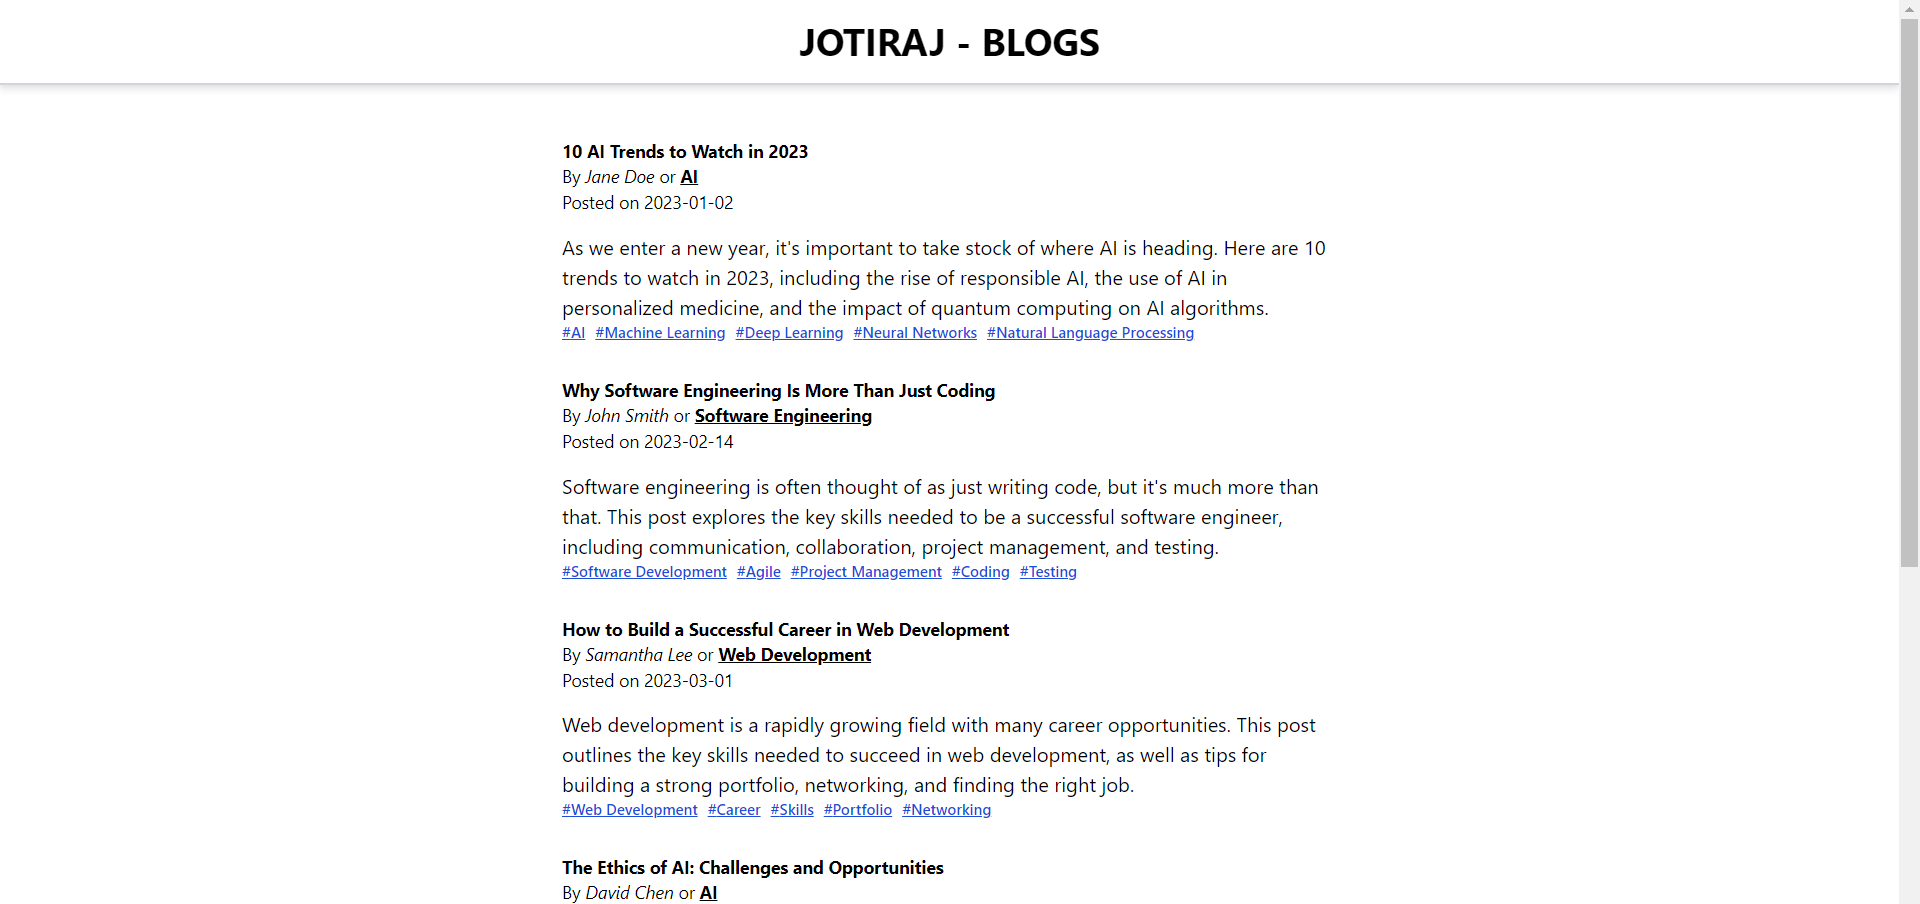 JOTIRAJ - BLOGS
10 AI Trends to Watch in 2023
By Jane Doe or AI
Posted on 2023-01-02
As we enter a new year, it's important to take stock of where AI is heading. Here are 10
trends to watch in 2023, including the rise of responsible AI, the use of AI in
personalized medicine, and the impact of quantum computing on AI algorithms.
#AI #Machine Learning #Deep Learning #Neural Networks #Natural Language Processing
Why Software Engineering Is More Than Just Coding
By John Smith or Software Engineering
Posted on 2023-02-14
Software engineering is often thought of as just writing code, but it's much more than
that. This post explores the key skills needed to be a successful software engineer,
including communication, collaboration, project management, and testing.
#Software Development #Agile #Project Management #Coding #Testing
How to Build a Successful Career in Web Development
By Samantha Lee or Web Development
Posted on 2023-03-01
Web development is a rapidly growing field with many career opportunities. This post
outlines the key skills needed to succeed in web development, as well as tips for
building a strong portfolio, networking, and finding the right job.
#Web Development #Career #Skills #Portfolio #Networking
The Ethics of AI: Challenges and Opportunities
By David Chen or AI